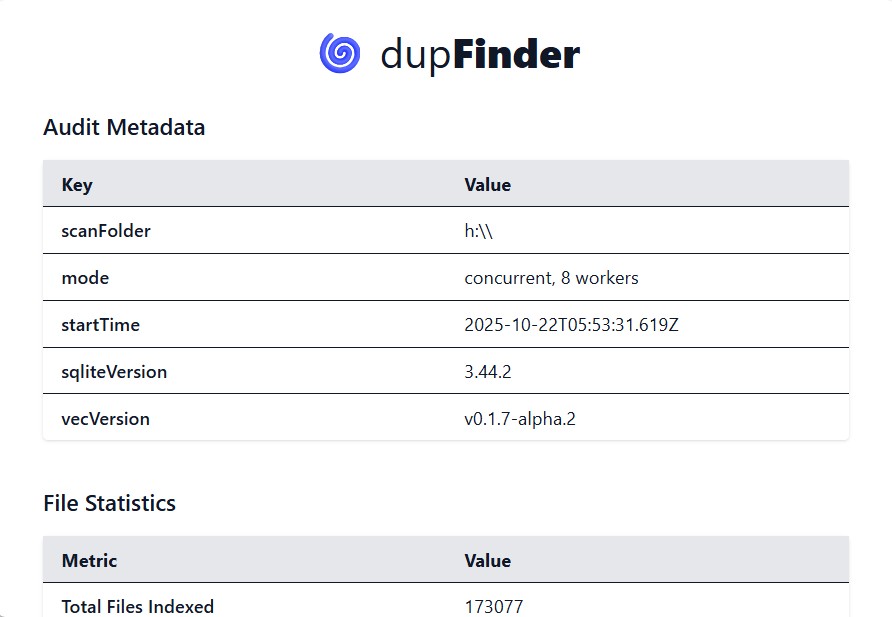 dupFinder
Audit Metadata
Key Value
scanFolder h:\\
mode concurrent, 8 workers
startTime 2025-10-22T05:53:31.619Z
sqliteVersion 3.44.2
vecVersion v0.1.7-alpha.2
File Statistics
Metric Value
Total Files Indexed 173077